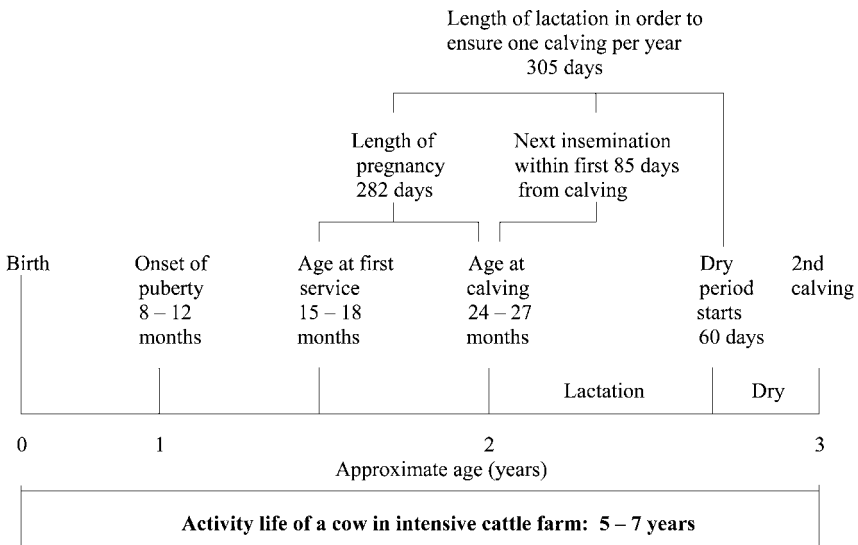 Length of lactation in order to
ensure one calving per year
305 days
Length of
pregnancy
282 days
Next insemination
within first 85 days
from calving
Birth
Onset of
puberty
8 – 12
months
Age at first
service
15 – 18
months
Age at
calving
24 – 27
months
Dry
period
starts
60 days
2nd
calving
Lactation
Dry
0
1
2
3
Approximate age (years)
Activity life of a cow in intensive cattle farm: 5 – 7 years